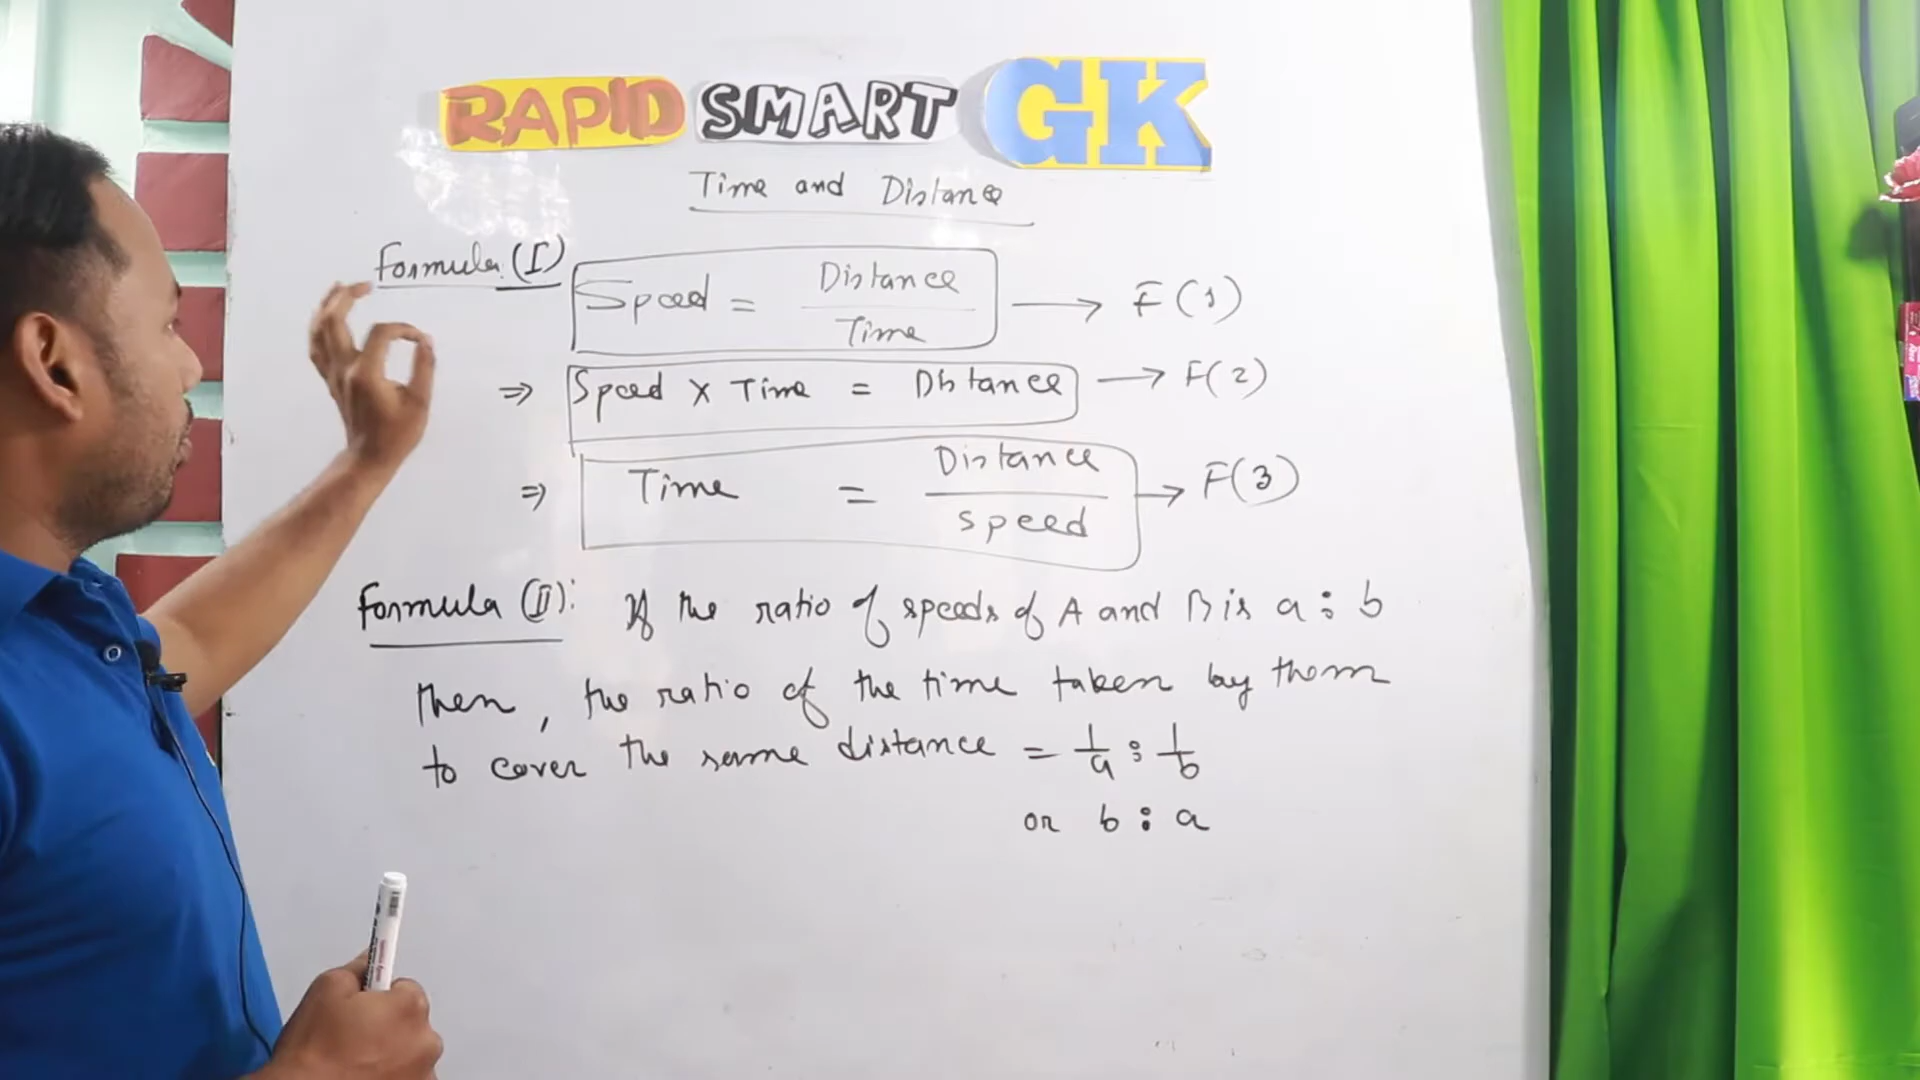 RAPID SMART GK
Time and Distance
Formula (I)
Speed = Distance / Time → F(1)
⇒ Speed X Time = Distance → F(2)
⇒ Time = Distance / speed → F(3)
Formula (II): If the ratio of speeds of A and B is a : b
then, the ratio of the time taken by them
to cover the same distance = 1/a : 1/b
or b : a